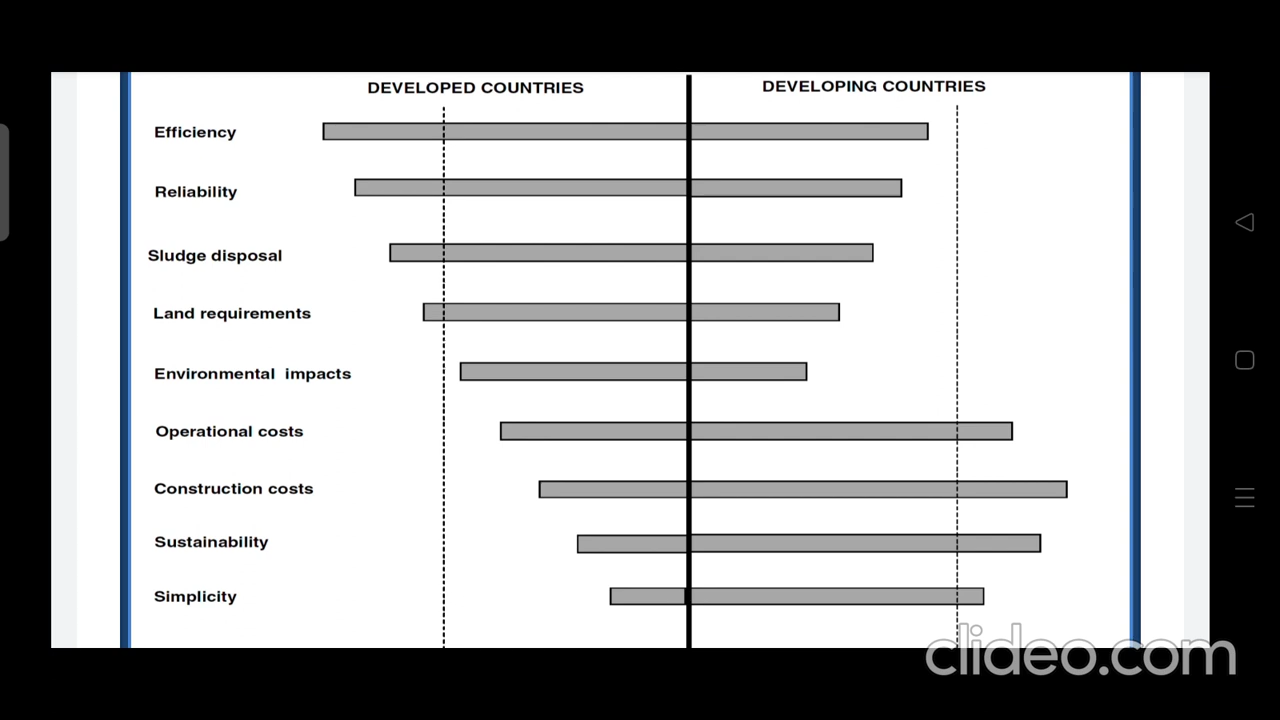 DEVELOPED COUNTRIES
DEVELOPING COUNTRIES
Efficiency
Reliability
Sludge disposal
Land requirements
Environmental impacts
Operational costs
Construction costs
Sustainability
Simplicity
clideo.com